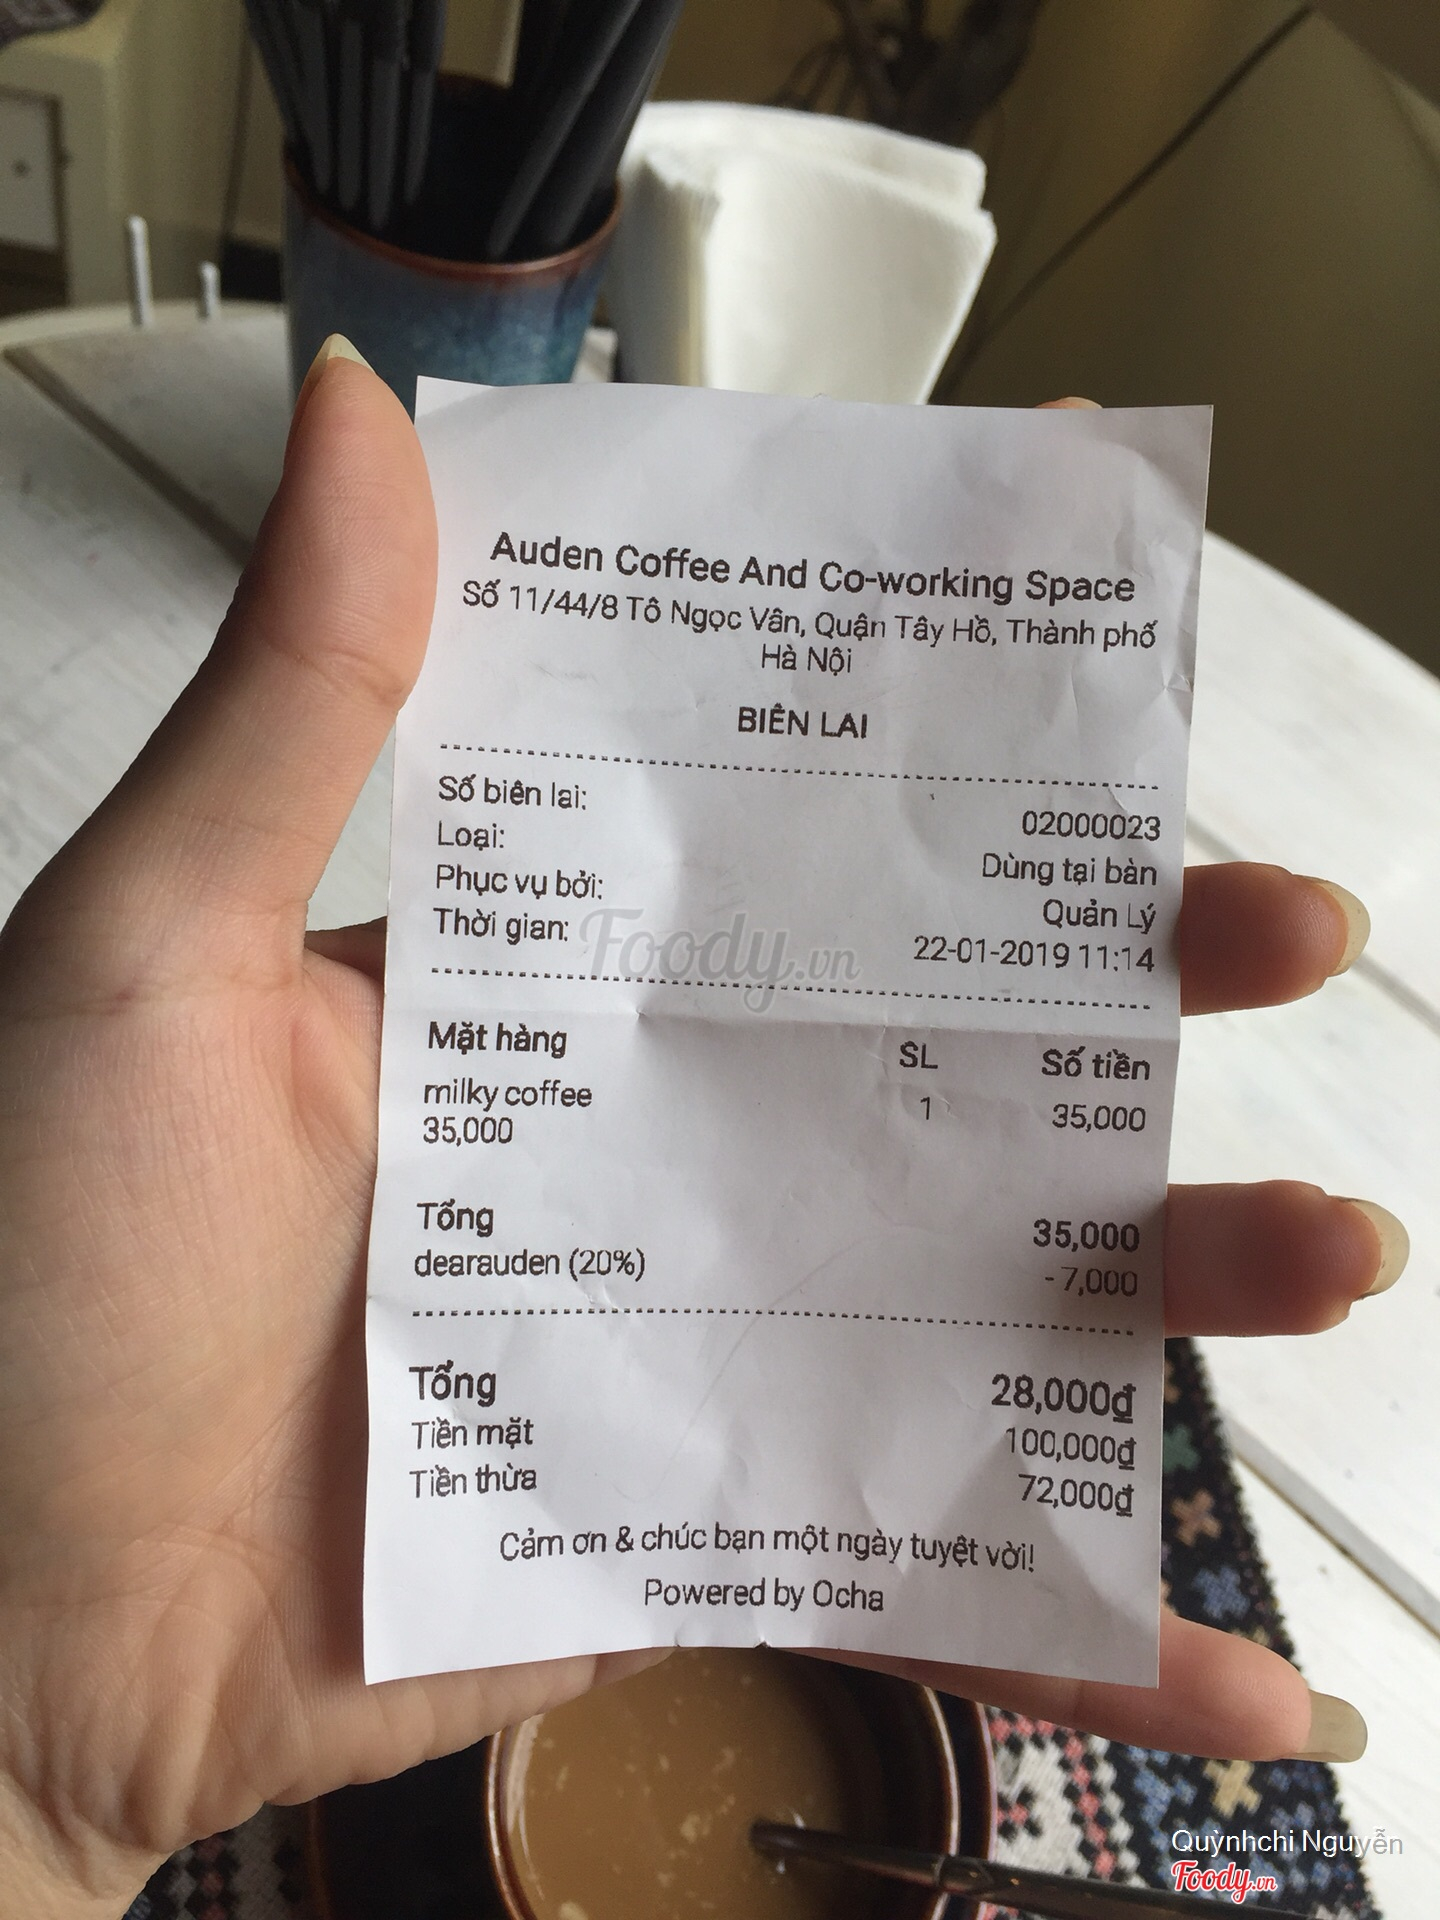 Auden Coffee And Co-working Space
Số 11/44/8 Tô Ngọc Vân, Quận Tây Hồ, Thành phố
Hà Nội
BIÊN LAI
Số biên lai: 02000023
Loại: Dùng tại bàn
Phục vụ bởi: Quản Lý
Thời gian: 22-01-2019 11:14
Foody.vn
Mặt hàng SL Số tiền
milky coffee 1 35,000
35,000
Tổng 35,000
dearauden (20%) -7,000
Tổng 28,000₫
Tiền mặt 100,000₫
Tiền thừa 72,000₫
Cảm ơn & chúc bạn một ngày tuyệt vời!
Powered by Ocha
Quỳnhchi Nguyễn
Foody.vn